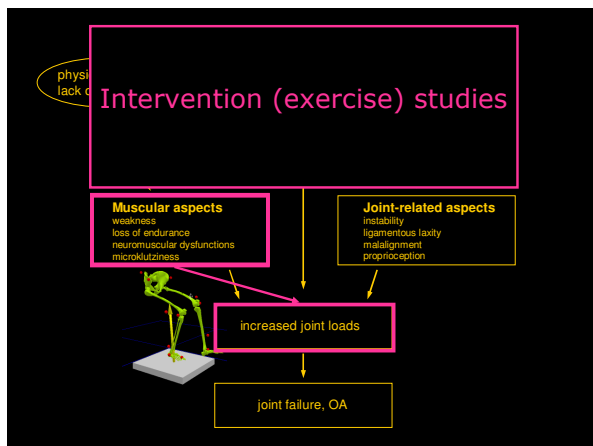 Intervention (exercise) studies
lack
Muscular aspects
weakness
loss of endurance
neuromuscular dysfunctions
microklutziness
Joint-related aspects
instability
ligamentous laxity
malalignment
proprioception
increased joint loads
joint failure, OA